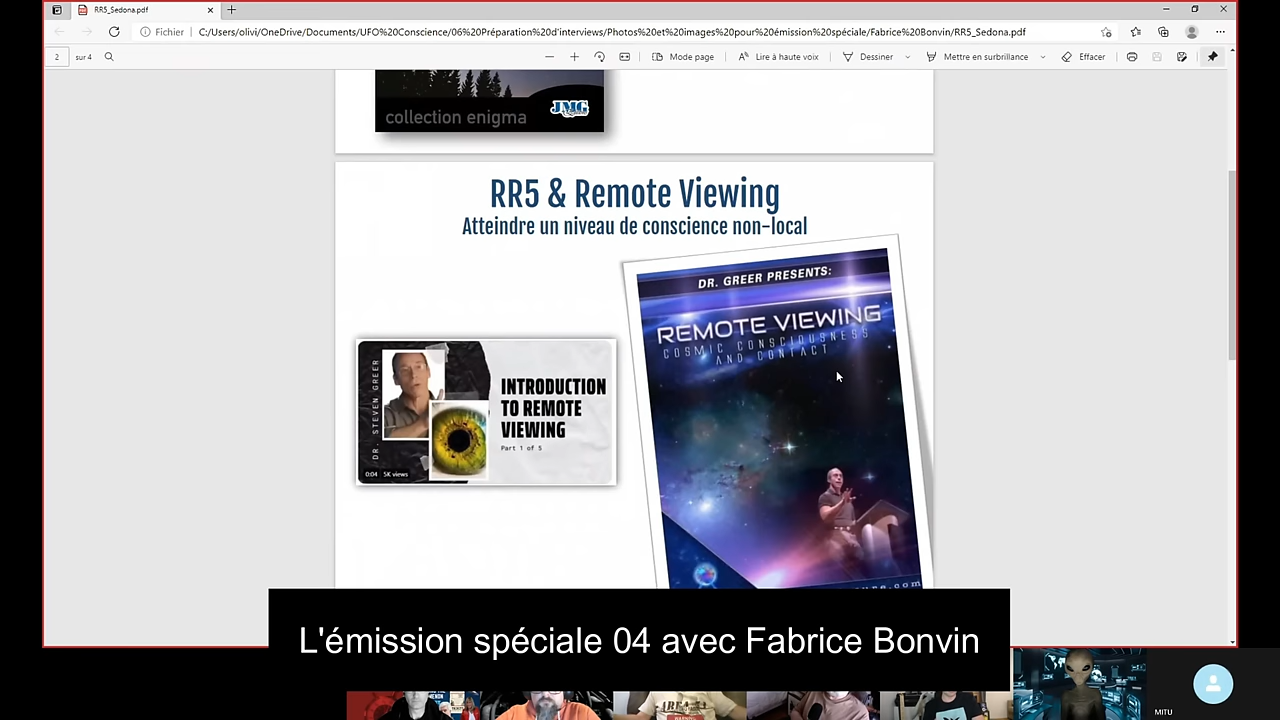 RR5_Sedona.pdf
Fichier C:/Users/olivi/OneDrive/Documents/UFO%20Conscience/06%20Préparation%20d'interviews/Photos%20et%20images%20pour%20émission%20spéciale/Fabrice%20Bonvin/RR5_Sedona.pdf
2 sur 4 Mode page Lire à haute voix Dessiner Mettre en surbrillance Effacer
collection enigma
JMG
RR5 & Remote Viewing
Atteindre un niveau de conscience non-local
DR. STEVEN GREER
INTRODUCTION
TO REMOTE
VIEWING
Part 1 of 5
0:04 5K views
DR. GREER PRESENTS:
REMOTE VIEWING
COSMIC CONSCIOUSNESS
AND CONTACT
L'émission spéciale 04 avec Fabrice Bonvin
MITU